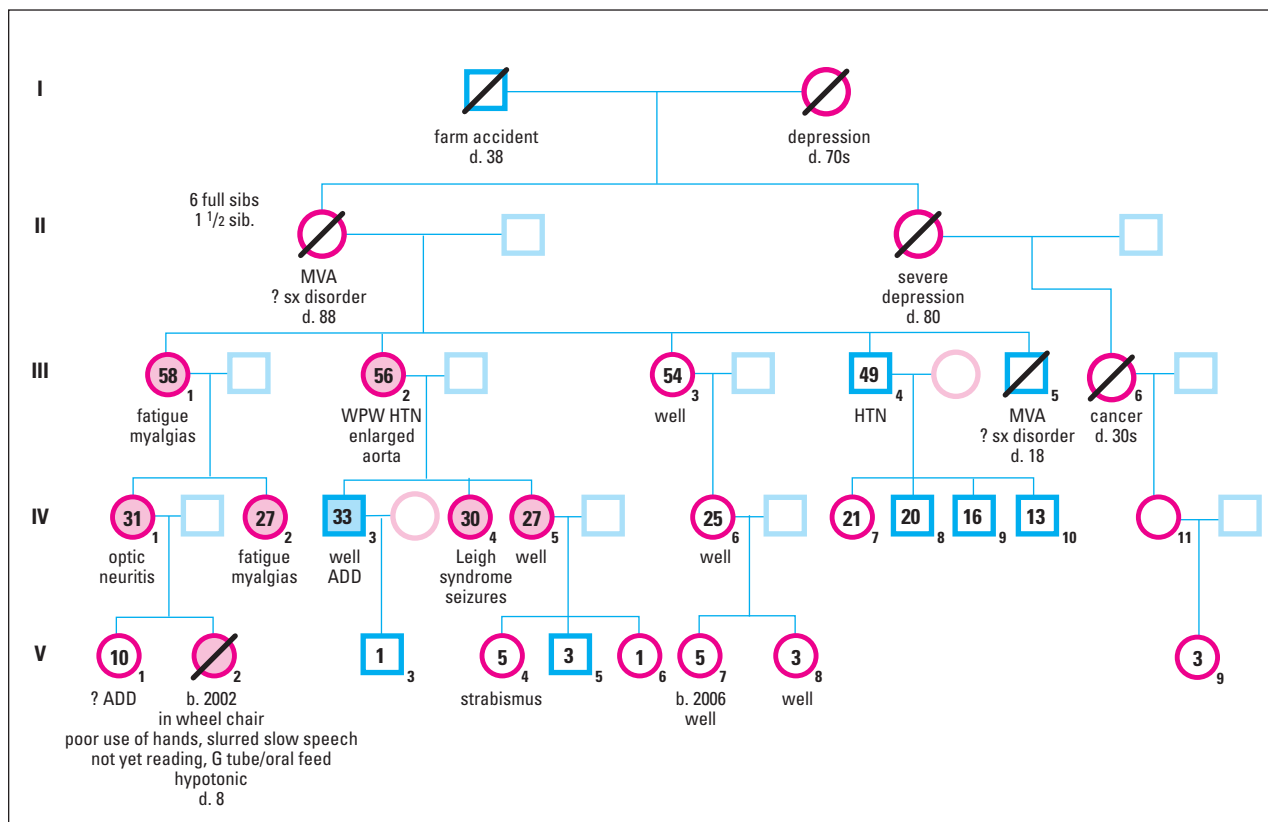 I
farm accident
d. 38
depression
d. 70s
6 full sibs
1 1/2 sib.
II
MVA
? sx disorder
d. 88
severe
depression
d. 80
III
58 1
56 2
54 3
49 4
5
6
fatigue
myalgias
WPW HTN
enlarged
aorta
well
HTN
MVA
? sx disorder
d. 18
cancer
d. 30s
IV
31 1
27 2
33 3
30 4
27 5
25 6
21 7
20 8
16 9
13 10
11
optic
neuritis
fatigue
myalgias
well
ADD
Leigh
syndrome
seizures
well
well
V
10 1
2
1 3
5 4
3 5
1 6
5 7
3 8
3 9
? ADD
b. 2002
in wheel chair
poor use of hands, slurred slow speech
not yet reading, G tube/oral feed
hypotonic
d. 8
strabismus
b. 2006
well
well